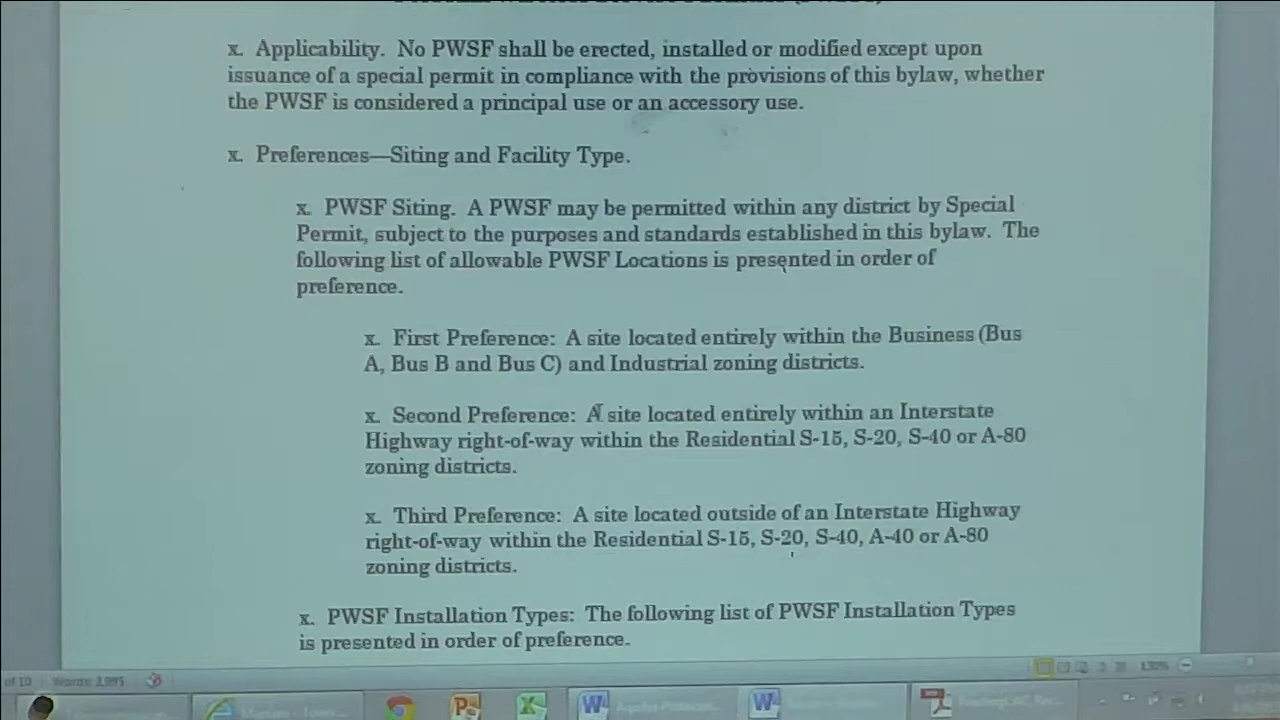 x. Applicability. No PWSF shall be erected, installed or modified except upon
issuance of a special permit in compliance with the provisions of this bylaw, whether
the PWSF is considered a principal use or an accessory use.
x. Preferences—Siting and Facility Type.
x. PWSF Siting. A PWSF may be permitted within any district by Special
Permit, subject to the purposes and standards established in this bylaw. The
following list of allowable PWSF Locations is presented in order of
preference.
x. First Preference: A site located entirely within the Business (Bus
A, Bus B and Bus C) and Industrial zoning districts.
x. Second Preference: A site located entirely within an Interstate
Highway right-of-way within the Residential S-15, S-20, S-40 or A-80
zoning districts.
x. Third Preference: A site located outside of an Interstate Highway
right-of-way within the Residential S-15, S-20, S-40, A-40 or A-80
zoning districts.
x. PWSF Installation Types: The following list of PWSF Installation Types
is presented in order of preference.
of 10 Words: 3,995 130%